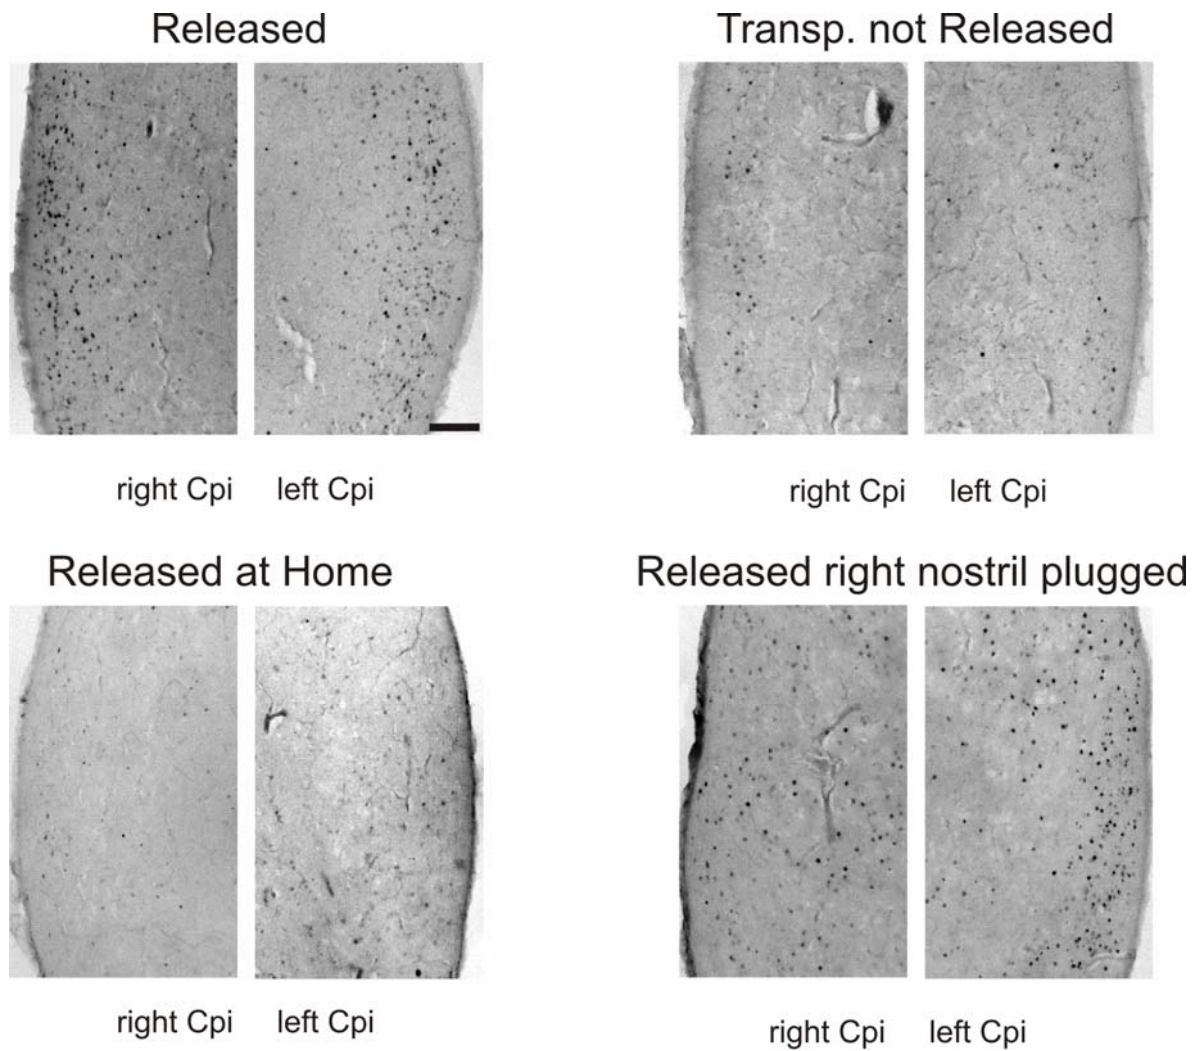 Released
Transp. not Released
right Cpi
left Cpi
right Cpi
left Cpi
Released at Home
Released right nostril plugged
right Cpi
left Cpi
right Cpi
left Cpi